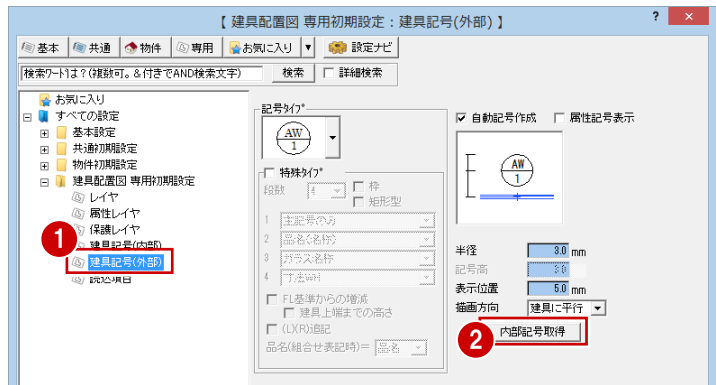 【 建具配置図 専用初期設定：建具記号(外部) 】
? ×
基本 共通 物件 専用 お気に入り ▼ 設定ナビ
検索ワードは？(複数可。＆付きでAND検索文字) 検索 詳細検索
お気に入り
すべての設定
基本設定
共通初期設定
物件初期設定
建具配置図 専用初期設定
レイヤ
属性レイヤ
保護レイヤ
建具記号(内部)
1
建具記号(外部)
読込項目
記号タイプ
AW
1
特殊タイプ
段数 4 枠
矩形型
1 主記号のみ
2 品名(名称)
3 ガラス名称
4 寸法WH
FL基準からの増減
建具上端までの高さ
(L)(R)追記
品名(組合せ表記時)= 品名
自動記号作成 属性記号表示
AW
1
半径 3.0 mm
記号高 3.0
表示位置 5.0 mm
描画方向 建具に平行
2
内部記号取得